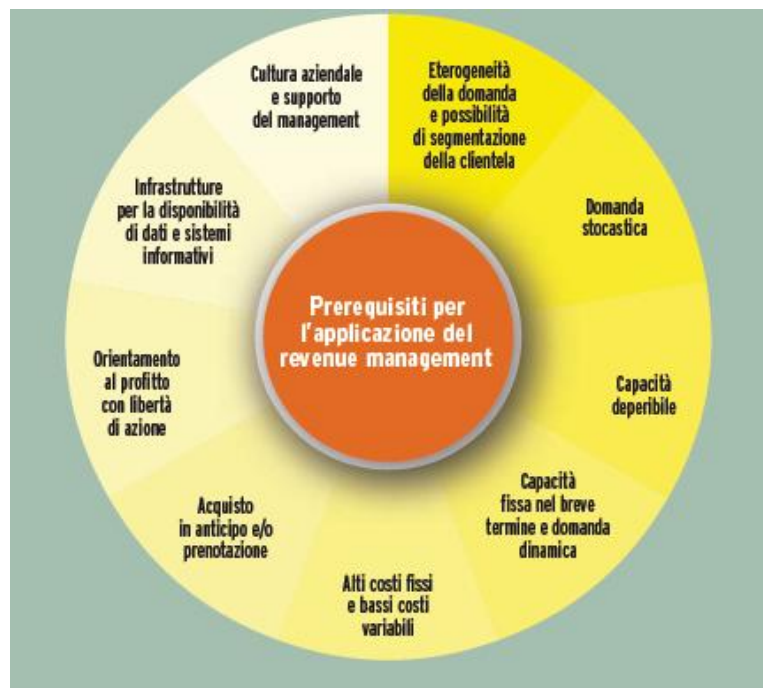 Prerequisiti per
l'applicazione del
revenue management
Eterogeneità
della domanda
e possibilità
di segmentazione
della clientela
Domanda
stocastica
Capacità
deperibile
Capacità
fissa nel breve
termine e domanda
dinamica
Alti costi fissi
e bassi costi
variabili
Acquisto
in anticipo e/o
prenotazione
Orientamento
al profitto
con libertà
di azione
Infrastrutture
per la disponibilità
di dati e sistemi
informativi
Cultura aziendale
e supporto
del management